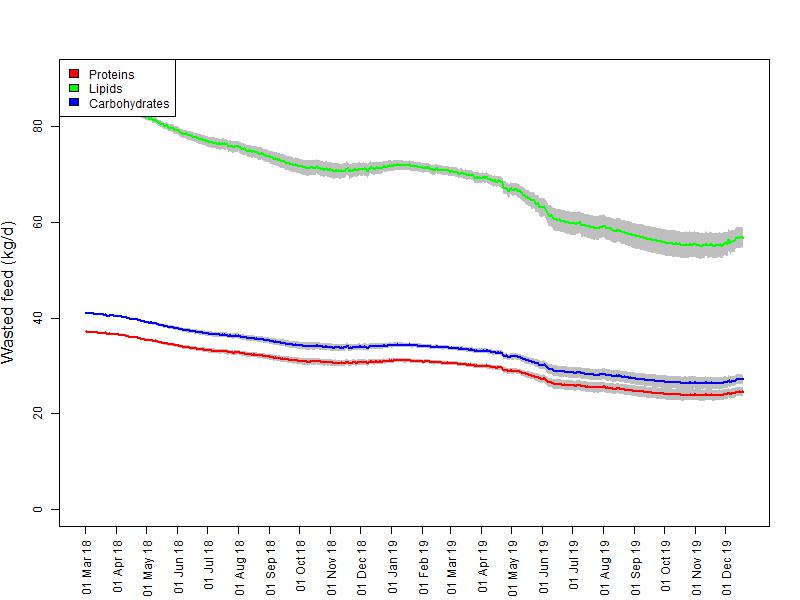 Proteins
Lipids
Carbohydrates
Wasted feed (kg/d)
80
60
40
20
0
01 Mar 18
01 Apr 18
01 May 18
01 Jun 18
01 Jul 18
01 Aug 18
01 Sep 18
01 Oct 18
01 Nov 18
01 Dec 18
01 Jan 19
01 Feb 19
01 Mar 19
01 Apr 19
01 May 19
01 Jun 19
01 Jul 19
01 Aug 19
01 Sep 19
01 Oct 19
01 Nov 19
01 Dec 19